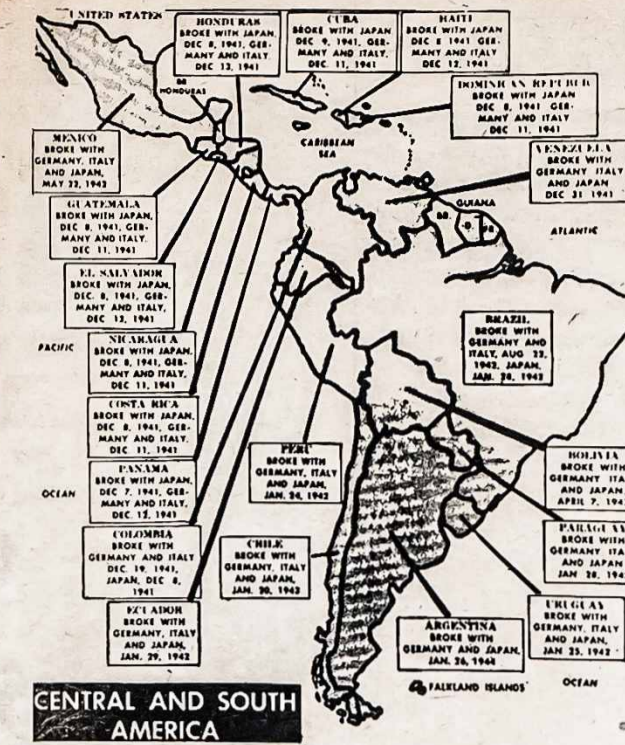 UNITED STATES
HONDURAS
BROKE WITH JAPAN,
DEC 8, 1941, GER-
MANY AND ITALY
DEC 13, 1941
CUBA
BROKE WITH JAPAN
DEC 9, 1941, GER-
MANY AND ITALY.
DEC. 11, 1941
HAITI
BROKE WITH JAPAN
DEC 8 1941 GER-
MANY AND ITALY
DEC 12, 1941
BR
HONDURAS
DOMINICAN REPUBLIC
BROKE WITH JAPAN
DEC 8, 1941 GER-
MANY AND ITALY
DEC 11, 1941
CARIBBEAN
SEA
MEXICO
BROKE WITH
GERMANY, ITALY
AND JAPAN,
MAY 22, 1942
VENEZUELA
BROKE WITH
GERMANY ITALY
AND JAPAN
DEC 31 1941
GUATEMALA
BROKE WITH JAPAN,
DEC 8, 1941, GER-
MANY AND ITALY.
DEC 11, 1941
GUIANA
BR.
D.
FR.
ATLANTIC
EL SALVADOR
BROKE WITH JAPAN,
DEC. 8, 1941, GER-
MANY AND ITALY,
DEC 12, 1941
PACIFIC
NICARAGUA
BROKE WITH JAPAN.
DEC 8, 1941, GER-
MANY AND ITALY,
DEC 11, 1941
BRAZIL
BROKE WITH
GERMANY AND
ITALY, AUG 22,
1942, JAPAN,
JAN. 28, 1942
COSTA RICA
BROKE WITH JAPAN,
DEC 8, 1941, GER-
MANY AND ITALY.
DEC 11, 1941
PANAMA
BROKE WITH JAPAN,
DEC 7, 1941, GER-
MANY AND ITALY,
DEC. 12, 1941
OCEAN
PERU
BROKE WITH
GERMANY, ITALY
AND JAPAN,
JAN. 24, 1942
BOLIVIA
BROKE WITH
GERMANY ITA
AND JAPAN
APRIL 7, 194
COLOMBIA
BROKE WITH
GERMANY AND ITALY
DEC. 19, 1941,
JAPAN, DEC 8,
1941
CHILE
BROKE WITH
GERMANY, ITALY
AND JAPAN,
JAN. 20, 1943
PARAGUAY
BROKE WITH
GERMANY ITA
AND JAPAN
JAN 28, 194
ECUADOR
BROKE WITH
GERMANY, ITALY
AND JAPAN,
JAN. 29, 1942
ARGENTINA
BROKE WITH
GERMANY AND JAPAN,
JAN. 26, 1944
URUGUAY
BROKE WITH
GERMANY, ITALY
AND JAPAN,
JAN 25, 1942
FALKLAND ISLANDS
OCEAN
CENTRAL AND SOUTH
AMERICA